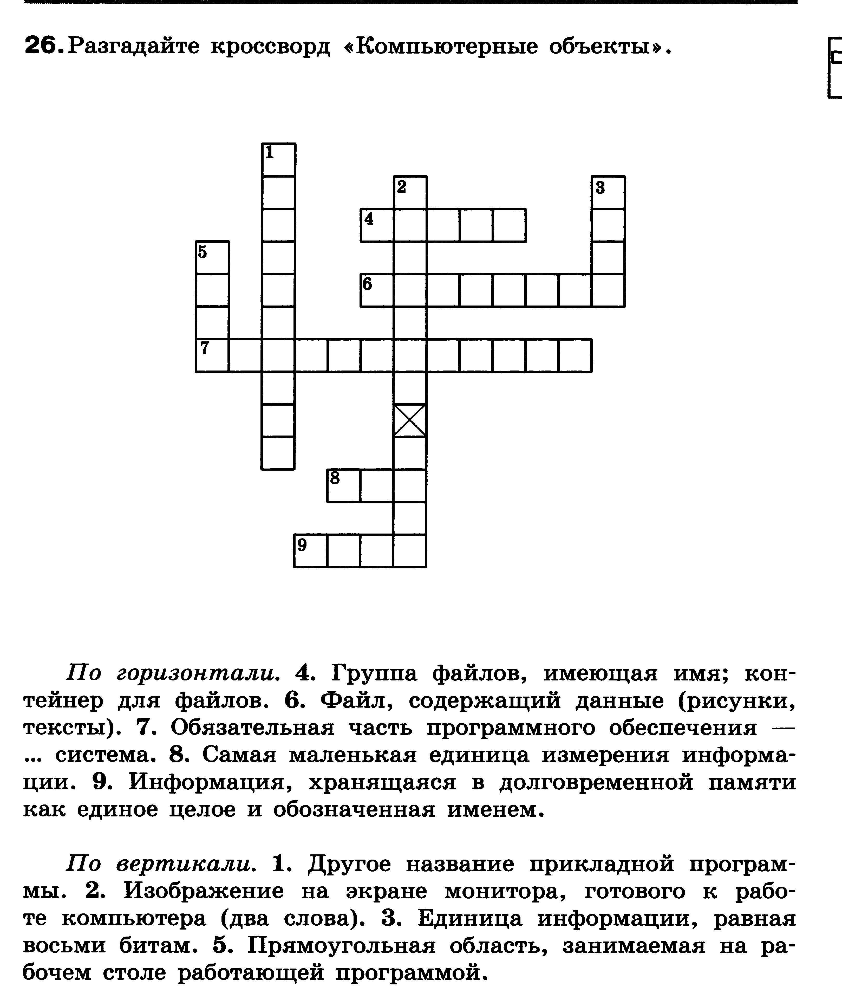 26. Разгадайте кроссворд «Компьютерные объекты».
1
2
3
4
5
6
7
8
9
По горизонтали. 4. Группа файлов, имеющая имя; кон-
тейнер для файлов. 6. Файл, содержащий данные (рисунки,
тексты). 7. Обязательная часть программного обеспечения —
... система. 8. Самая маленькая единица измерения информа-
ции. 9. Информация, хранящаяся в долговременной памяти
как единое целое и обозначенная именем.
По вертикали. 1. Другое название прикладной програм-
мы. 2. Изображение на экране монитора, готового к рабо-
те компьютера (два слова). 3. Единица информации, равная
восьми битам. 5. Прямоугольная область, занимаемая на ра-
бочем столе работающей программой.